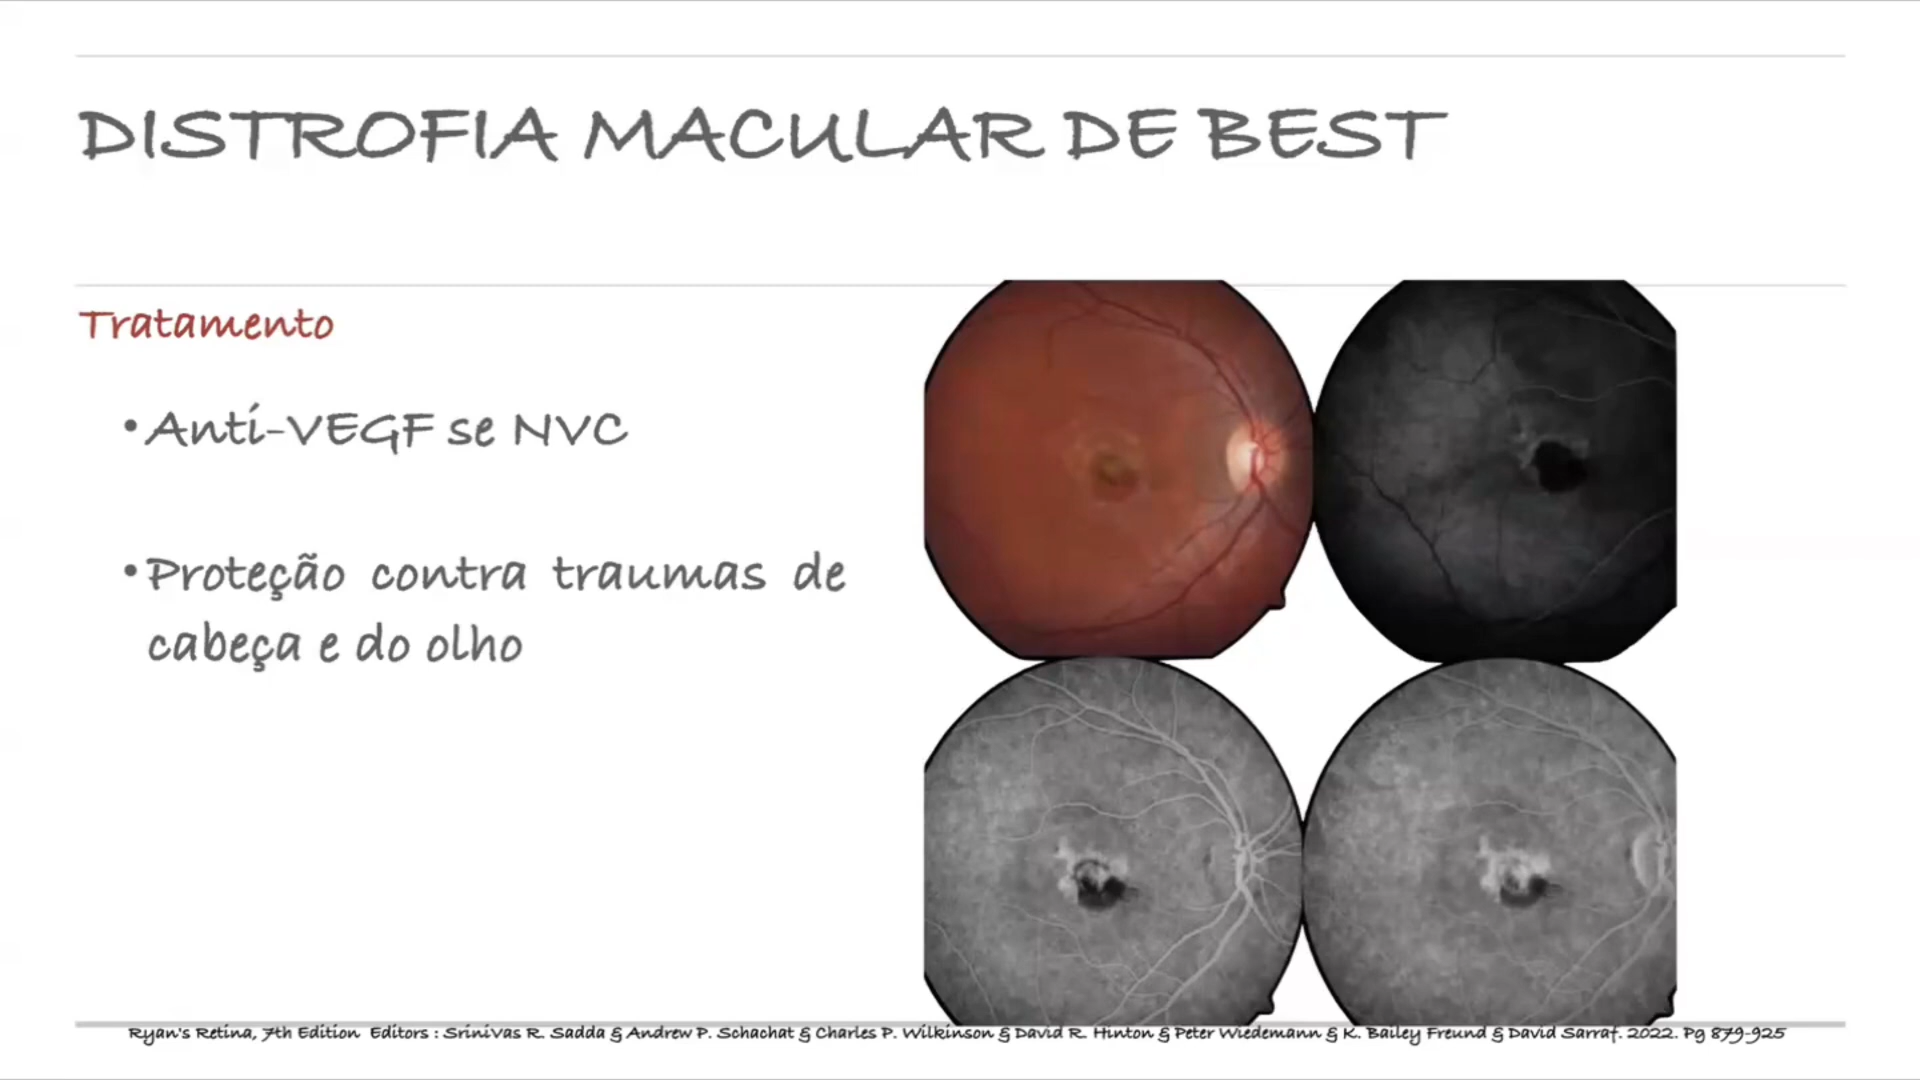 DISTROFIA MACULAR DE BEST
Tratamento
• Anti-VEGF se NVC
• Proteção contra traumas de
cabeça e do olho
Ryan's Retina, 7th Edition Editors : SriniVas R. Sadda & Andrew P. Schachat & Charles P. Wilkinson & David R. Hinton & Peter Wiedemann & K. Bailey Freund & David Sarraf. 2022. Pg 879-925